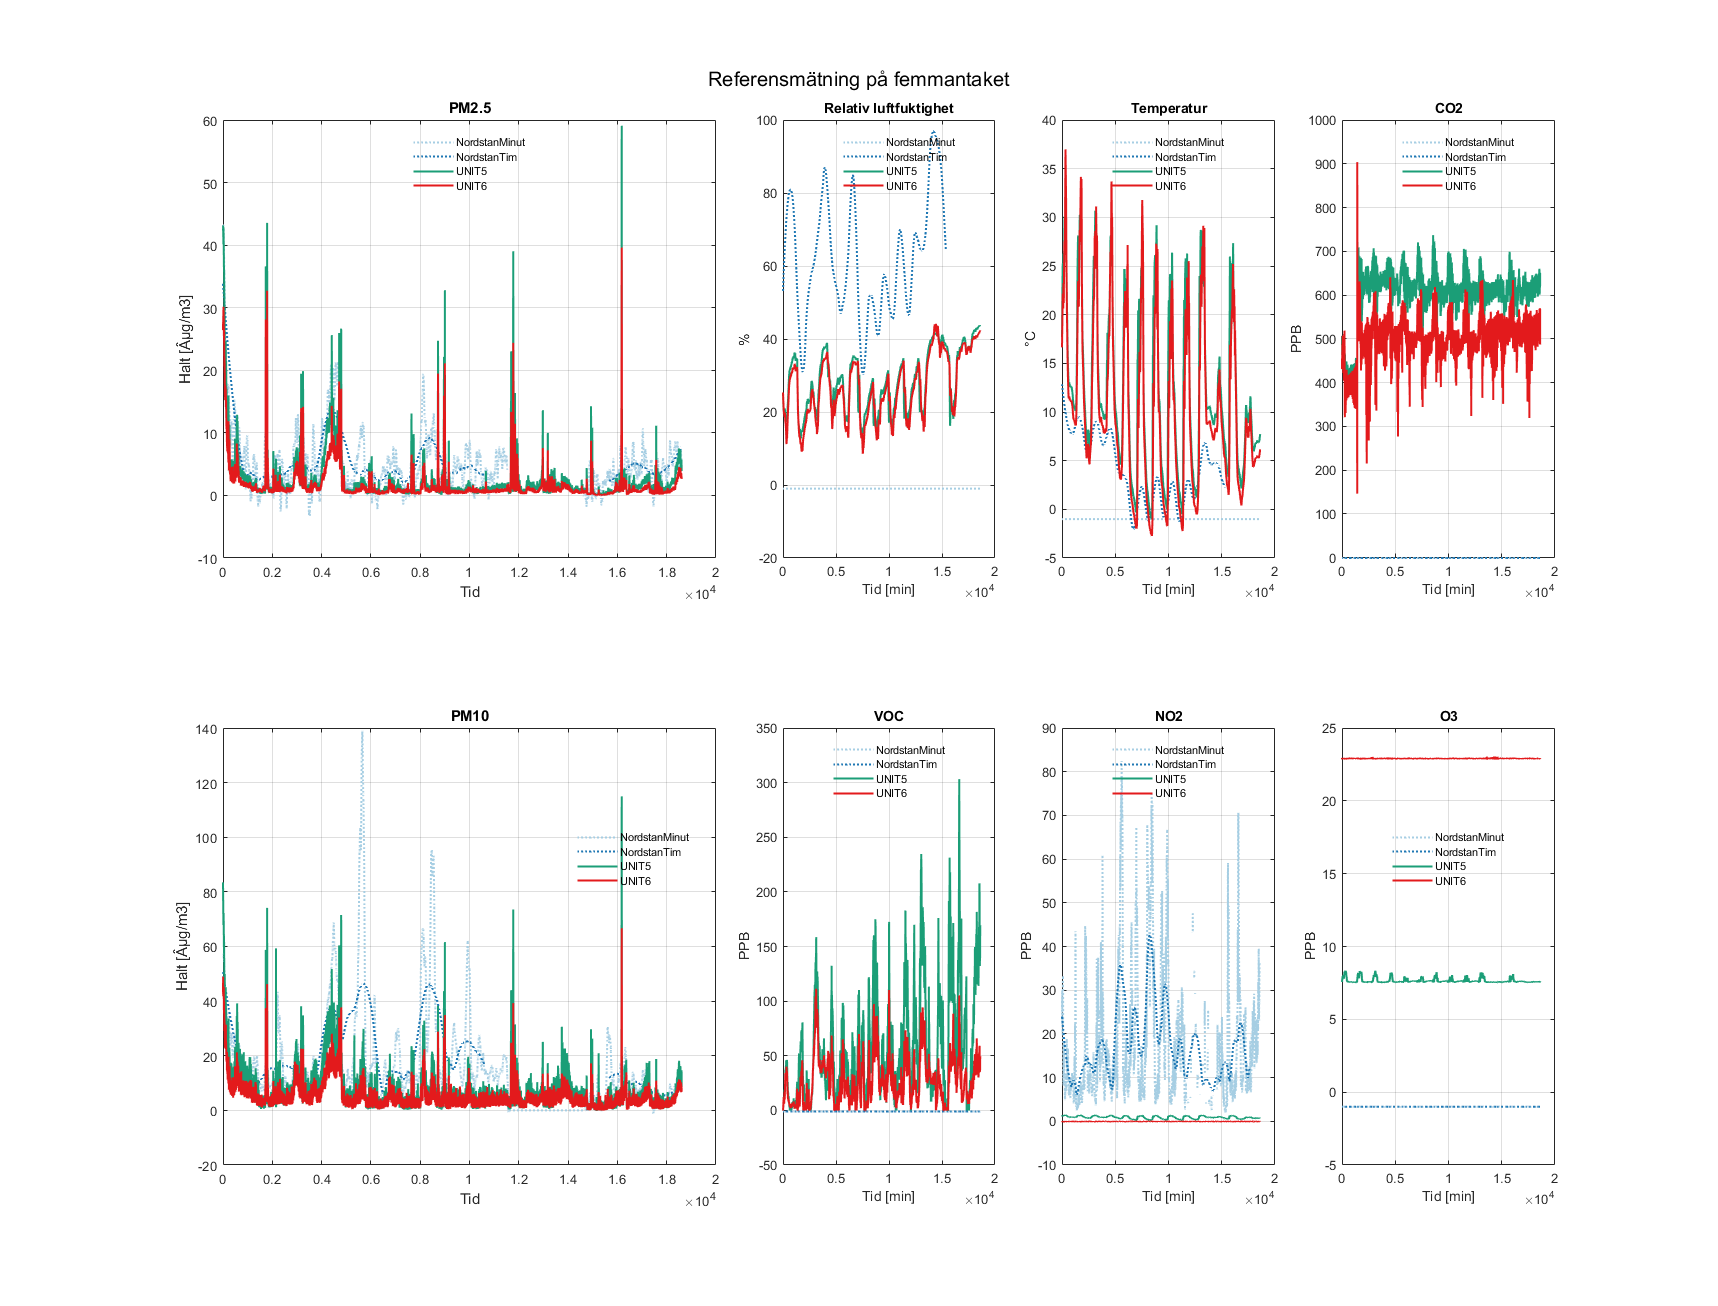 Referensmätning på femmantaket
PM2.5
Halt [Âµg/m3]
60
50
40
30
20
10
0
-10
NordstanMinut
NordstanTim
UNIT5
UNIT6
0 0.2 0.4 0.6 0.8 1 1.2 1.4 1.6 1.8 2
Tid
×10^4
Relativ luftfuktighet
%
100
80
60
40
20
0
-20
NordstanMinut
NordstanTim
UNIT5
UNIT6
0 0.5 1 1.5 2
Tid [min]
×10^4
Temperatur
°C
40
35
30
25
20
15
10
5
0
-5
NordstanMinut
NordstanTim
UNIT5
UNIT6
0 0.5 1 1.5 2
Tid [min]
×10^4
CO2
PPB
1000
900
800
700
600
500
400
300
200
100
0
NordstanMinut
NordstanTim
UNIT5
UNIT6
0 0.5 1 1.5 2
Tid [min]
×10^4
PM10
Halt [Âµg/m3]
140
120
100
80
60
40
20
0
-20
NordstanMinut
NordstanTim
UNIT5
UNIT6
0 0.2 0.4 0.6 0.8 1 1.2 1.4 1.6 1.8 2
Tid
×10^4
VOC
PPB
350
300
250
200
150
100
50
0
-50
NordstanMinut
NordstanTim
UNIT5
UNIT6
0 0.5 1 1.5 2
Tid [min]
×10^4
NO2
PPB
90
80
70
60
50
40
30
20
10
0
-10
NordstanMinut
NordstanTim
UNIT5
UNIT6
0 0.5 1 1.5 2
Tid [min]
×10^4
O3
PPB
25
20
15
10
5
0
-5
NordstanMinut
NordstanTim
UNIT5
UNIT6
0 0.5 1 1.5 2
Tid [min]
×10^4